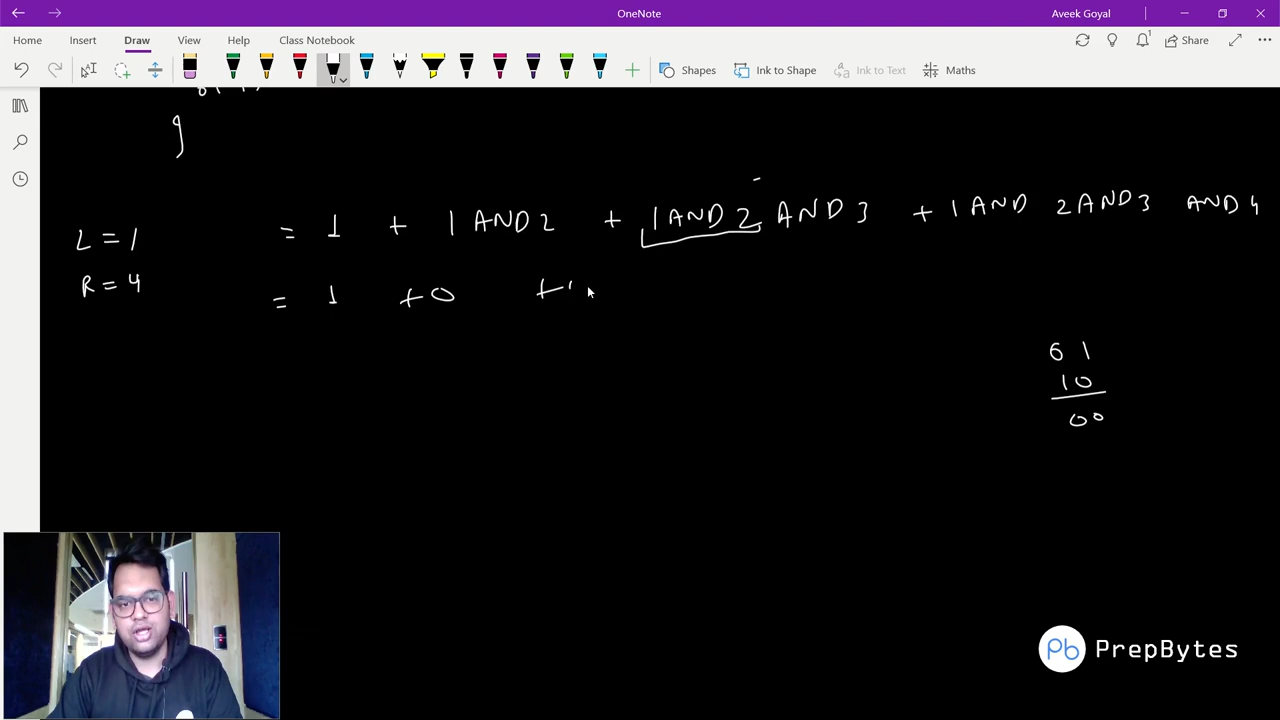 OneNote
Aveek Goyal
Home Insert Draw View Help Class Notebook
Share
Shapes Ink to Shape Ink to Text Maths
L = 1 = 1 + 1 AND 2 + 1 AND 2 AND 3 + 1 AND 2 AND 3 AND 4
R = 4 = 1 + 0 +
0 1
1 0
0 0
Pb PrepBytes